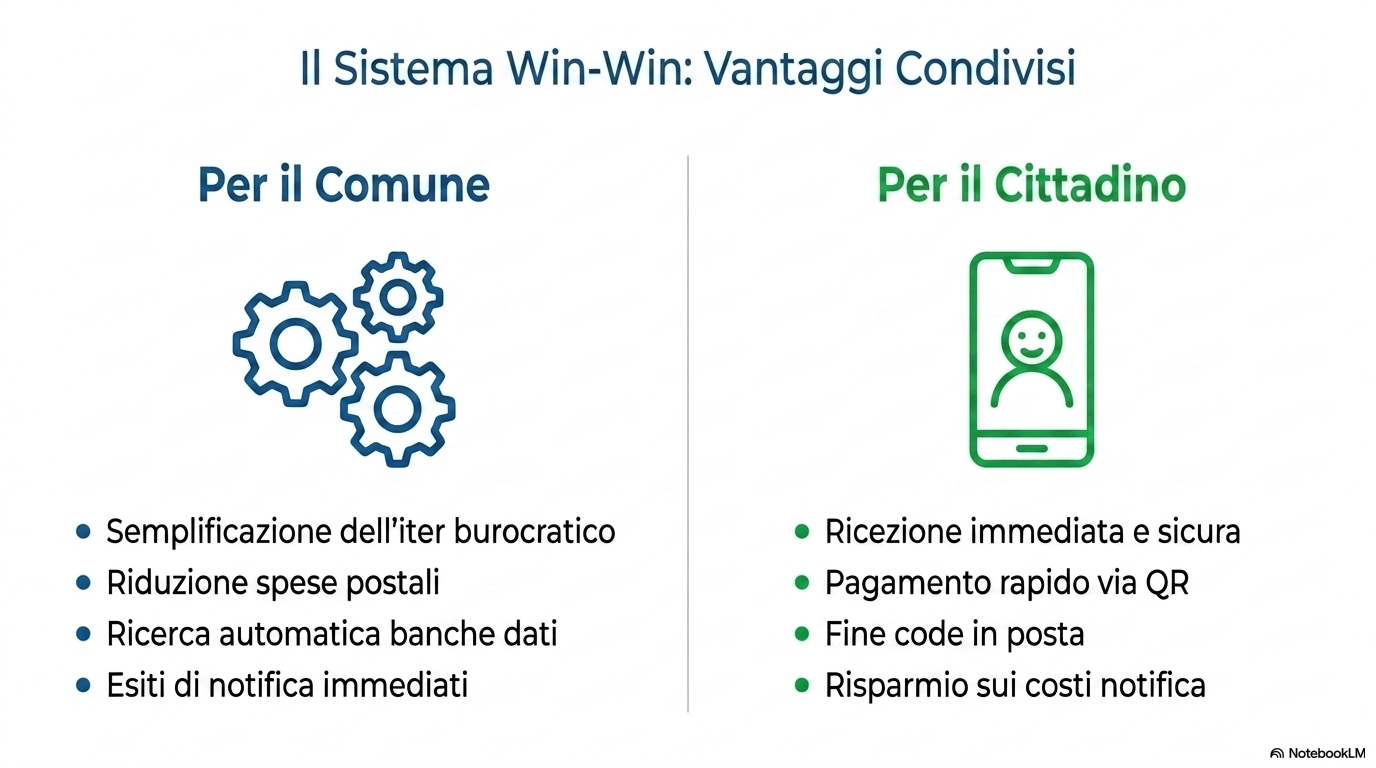 Il Sistema Win-Win: Vantaggi Condivisi
Per il Comune
Semplificazione dell’iter burocratico
Riduzione spese postali
Ricerca automatica banche dati
Esiti di notifica immediati
Per il Cittadino
Ricezione immediata e sicura
Pagamento rapido via QR
Fine code in posta
Risparmio sui costi notifica
NotebookLM